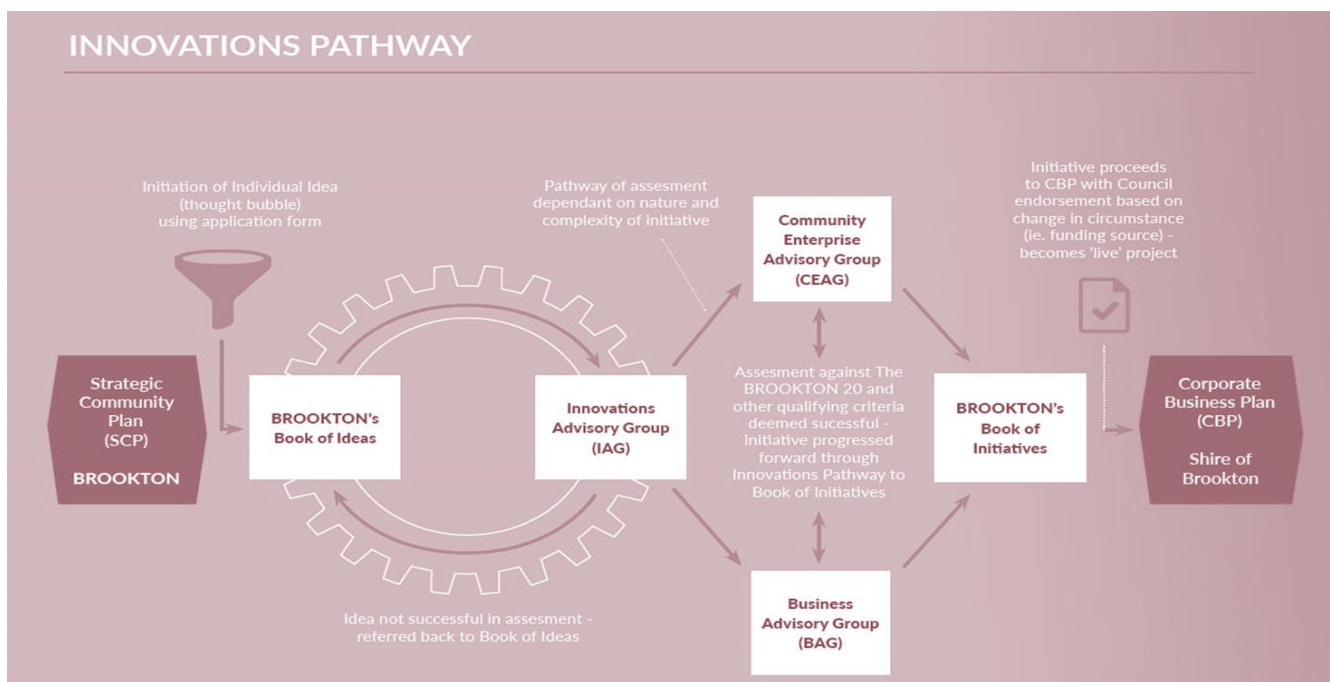 INNOVATIONS PATHWAY
Initiation of Individual Idea
(thought bubble)
using application form
Pathway of assesment
dependant on nature and
complexity of initiative
Initiative proceeds
to CBP with Council
endorsement based on
change in circumstance
(ie. funding source) -
becomes 'live' project
Community
Enterprise
Advisory Group
(CEAG)
Strategic
Community
Plan
(SCP)
BROOKTON
BROOKTON's
Book of Ideas
Innovations
Advisory Group
(IAG)
Assesment against The
BROOKTON 20 and
other qualifying criteria
deemed sucessful -
initiative progressed
forward through
Innovations Pathway to
Book of Initiatives
BROOKTON's
Book of
Initiatives
Corporate
Business Plan
(CBP)
Shire of
Brookton
Idea not successful in assesment -
referred back to Book of Ideas
Business
Advisory Group
(BAG)